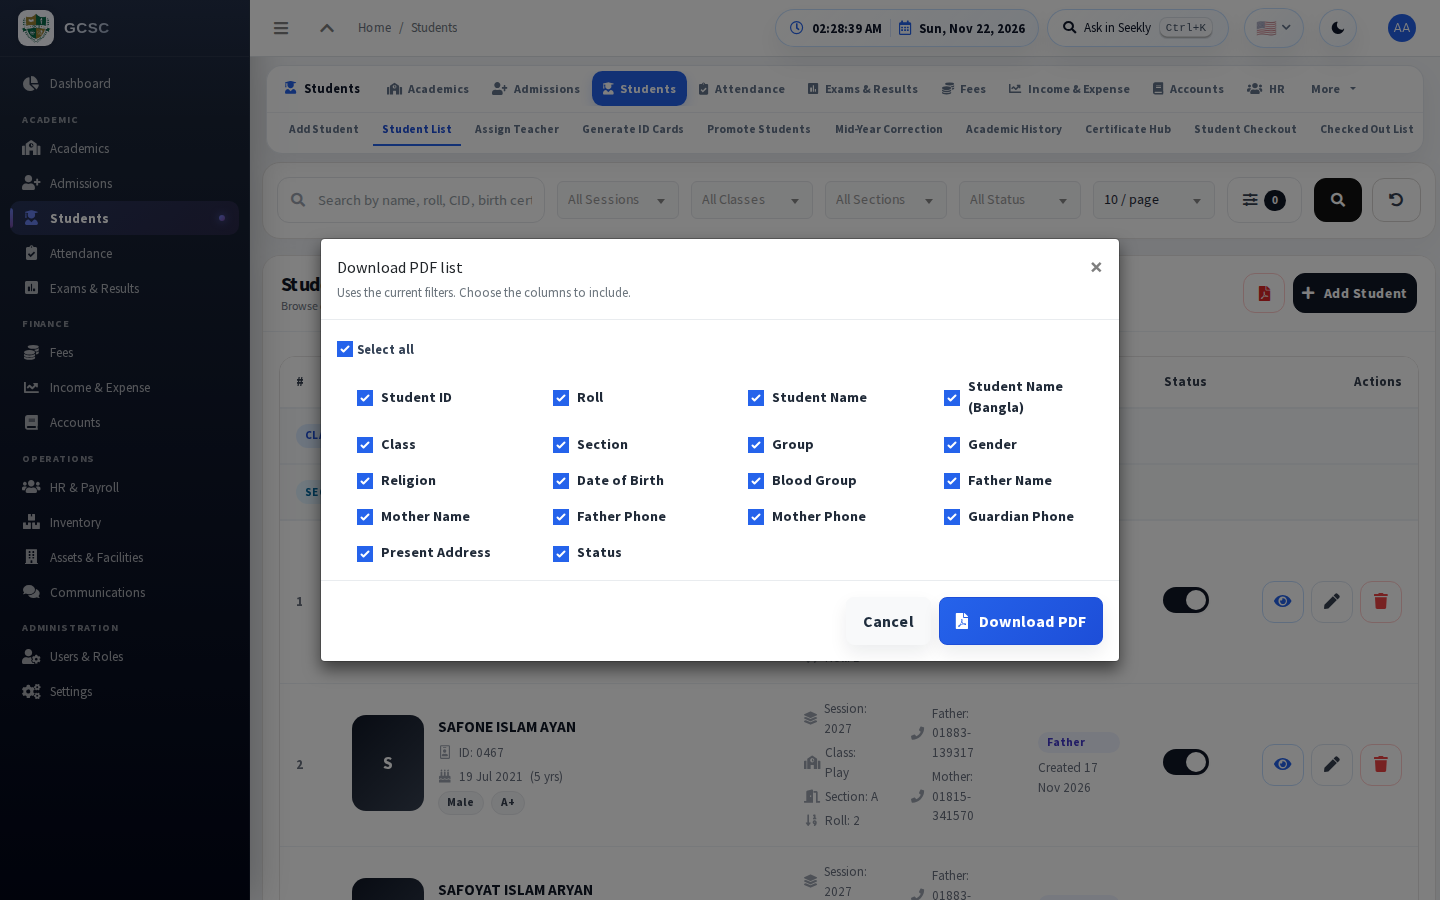 GCSC
Home / Students
02:28:39 AM
Sun, Nov 22, 2026
Ask in Seekly Ctrl+K
AA
Dashboard
ACADEMIC
Academics
Admissions
Students
Attendance
Exams & Results
FINANCE
Fees
Income & Expense
Accounts
OPERATIONS
HR & Payroll
Inventory
Assets & Facilities
Communications
ADMINISTRATION
Users & Roles
Settings
Students Academics Admissions Students Attendance Exams & Results Fees Income & Expense Accounts HR More
Add Student Student List Assign Teacher Generate ID Cards Promote Students Mid-Year Correction Academic History Certificate Hub Student Checkout Checked Out List
Search by name, roll, CID, birth cert
All Sessions All Classes All Sections All Status 10 / page 0
Stud
Browse
Add Student
# Status Actions
CL
SE
Download PDF list
×
Uses the current filters. Choose the columns to include.
Select all
Student ID Roll Student Name Student Name (Bangla)
Class Section Group Gender
Religion Date of Birth Blood Group Father Name
Mother Name Father Phone Mother Phone Guardian Phone
Present Address Status
Cancel Download PDF
1
2
S
SAFONE ISLAM AYAN
ID: 0467
19 Jul 2021 (5 yrs)
Male A+
Session: 2027
Class: Play
Section: A
Roll: 2
Father: 01883-139317
Mother: 01815-341570
Father
Created 17 Nov 2026
SAFOYAT ISLAM ARYAN
Session: 2027
Father: 01883-